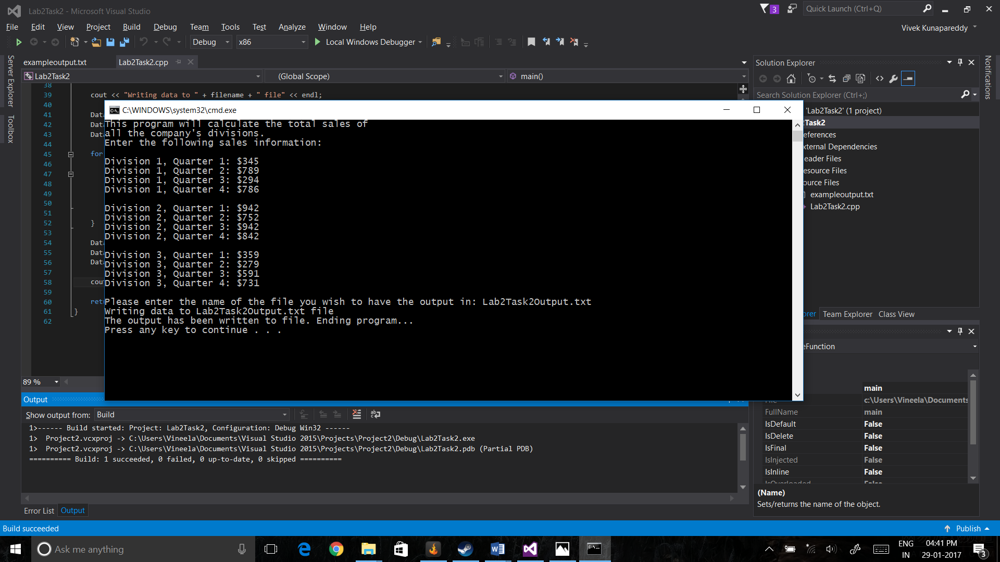 Lab2Task2 - Microsoft Visual Studio
3
Quick Launch (Ctrl+Q)
File Edit View Project Build Debug Team Tools Test Analyze Window Help
Vivek Kunapareddy
Debug x86 Local Windows Debugger
Server Explorer
Toolbox
exampleoutput.txt Lab2Task2.cpp
Lab2Task2 (Global Scope) main()
38
39 cout << "Writing data to " + filename + " file" << endl;
40
41 Data
42 Data
43 Data
44
45 for
46
47
48
49
50
51
52 }
53
54 Data
55 Data
56 Data
57
58 cou
59
60 ret
61 }
62
89 %
C:\WINDOWS\system32\cmd.exe
This program will calculate the total sales of
all the company's divisions.
Enter the following sales information:
Division 1, Quarter 1: $345
Division 1, Quarter 2: $789
Division 1, Quarter 3: $294
Division 1, Quarter 4: $786
Division 2, Quarter 1: $942
Division 2, Quarter 2: $752
Division 2, Quarter 3: $942
Division 2, Quarter 4: $842
Division 3, Quarter 1: $359
Division 3, Quarter 2: $279
Division 3, Quarter 3: $591
Division 3, Quarter 4: $731
Please enter the name of the file you wish to have the output in: Lab2Task2Output.txt
Writing data to Lab2Task2Output.txt file
The output has been written to file. Ending program...
Press any key to continue . . .
Solution Explorer
Search Solution Explorer (Ctrl+;)
'Lab2Task2' (1 project)
Task2
eferences
xternal Dependencies
eader Files
esource Files
ource Files
exampleoutput.txt
Lab2Task2.cpp
Notifications
orer Team Explorer Class View
eFunction
main
File c:\Users\Vineela\Documents
FullName main
IsDefault False
IsDelete False
IsFinal False
IsInjected False
IsInline False
IsOverloaded False
(Name)
Sets/returns the name of the object.
Output
Show output from: Build
1>------ Build started: Project: Lab2Task2, Configuration: Debug Win32 ------
1>  Project2.vcxproj -> C:\Users\Vineela\Documents\Visual Studio 2015\Projects\Project2\Debug\Lab2Task2.exe
1>  Project2.vcxproj -> C:\Users\Vineela\Documents\Visual Studio 2015\Projects\Project2\Debug\Lab2Task2.pdb (Partial PDB)
========== Build: 1 succeeded, 0 failed, 0 up-to-date, 0 skipped ==========
Error List Output
Build succeeded
Publish
Ask me anything
ENG
IN
04:41 PM
29-01-2017
3